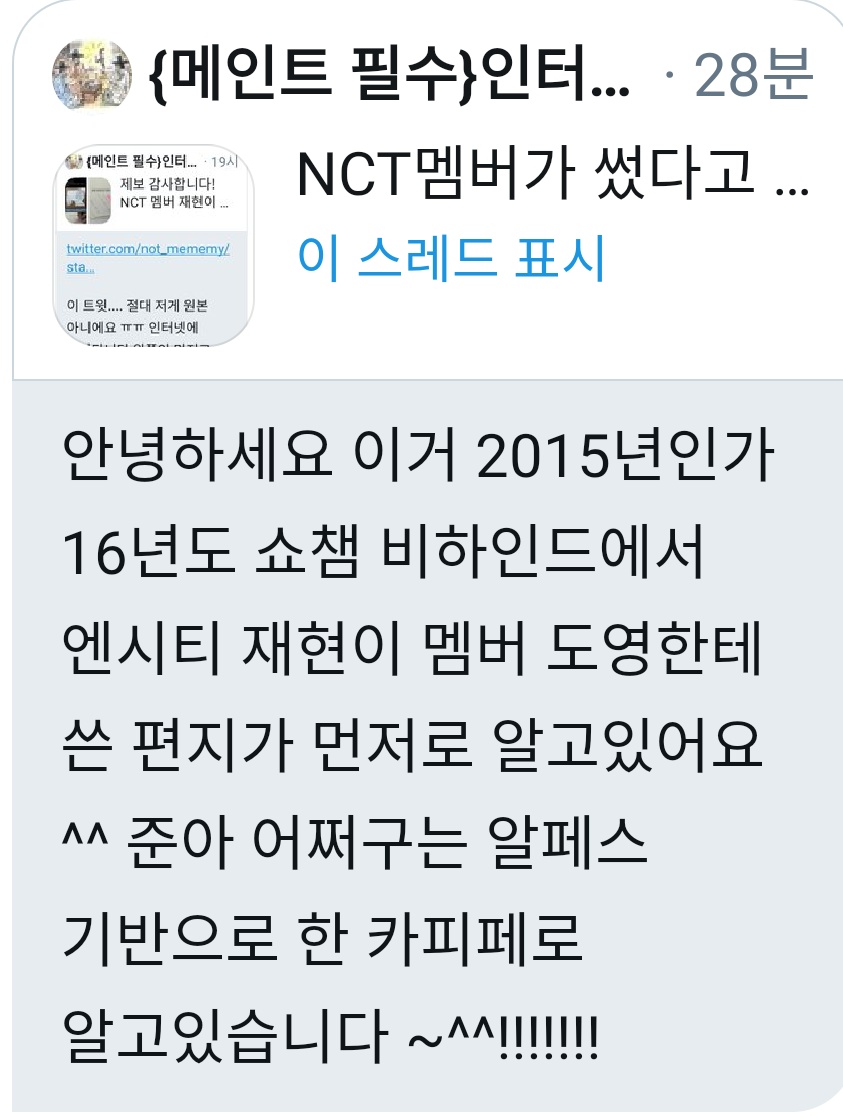 {메인트 필수}인터... · 28분
{메인트 필수}인터... · 19시
제보 감사합니다!
NCT 멤버 재현이 ...
twitter.com/not_mememy/
sta...
이 트윗.... 절대 저게 원본
아니에요 ㅠㅠ 인터넷에
NCT멤버가 썼다고 ...
이 스레드 표시
안녕하세요 이거 2015년인가
16년도 쇼챔 비하인드에서
엔시티 재현이 멤버 도영한테
쓴 편지가 먼저로 알고있어요
^^ 준아 어쩌구는 알페스
기반으로 한 카피페로
알고있습니다 ~^^!!!!!!!!